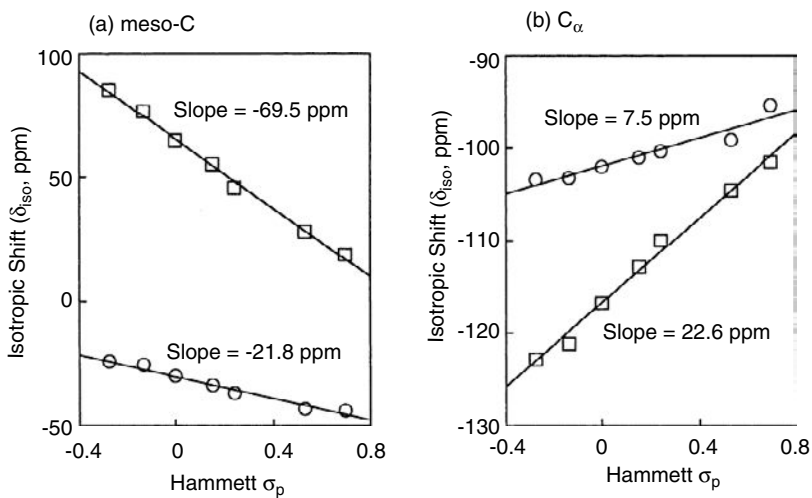 (a) meso-C
100
50
0
-50
-0.4
0
0.4
0.8
Isotropic Shift (δiso, ppm)
Hammett σp
Slope = -69.5 ppm
Slope = -21.8 ppm
(b) Cα
-90
-100
-110
-120
-130
-0.4
0
0.4
0.8
Isotropic Shift (δiso, ppm)
Hammett σp
Slope = 7.5 ppm
Slope = 22.6 ppm